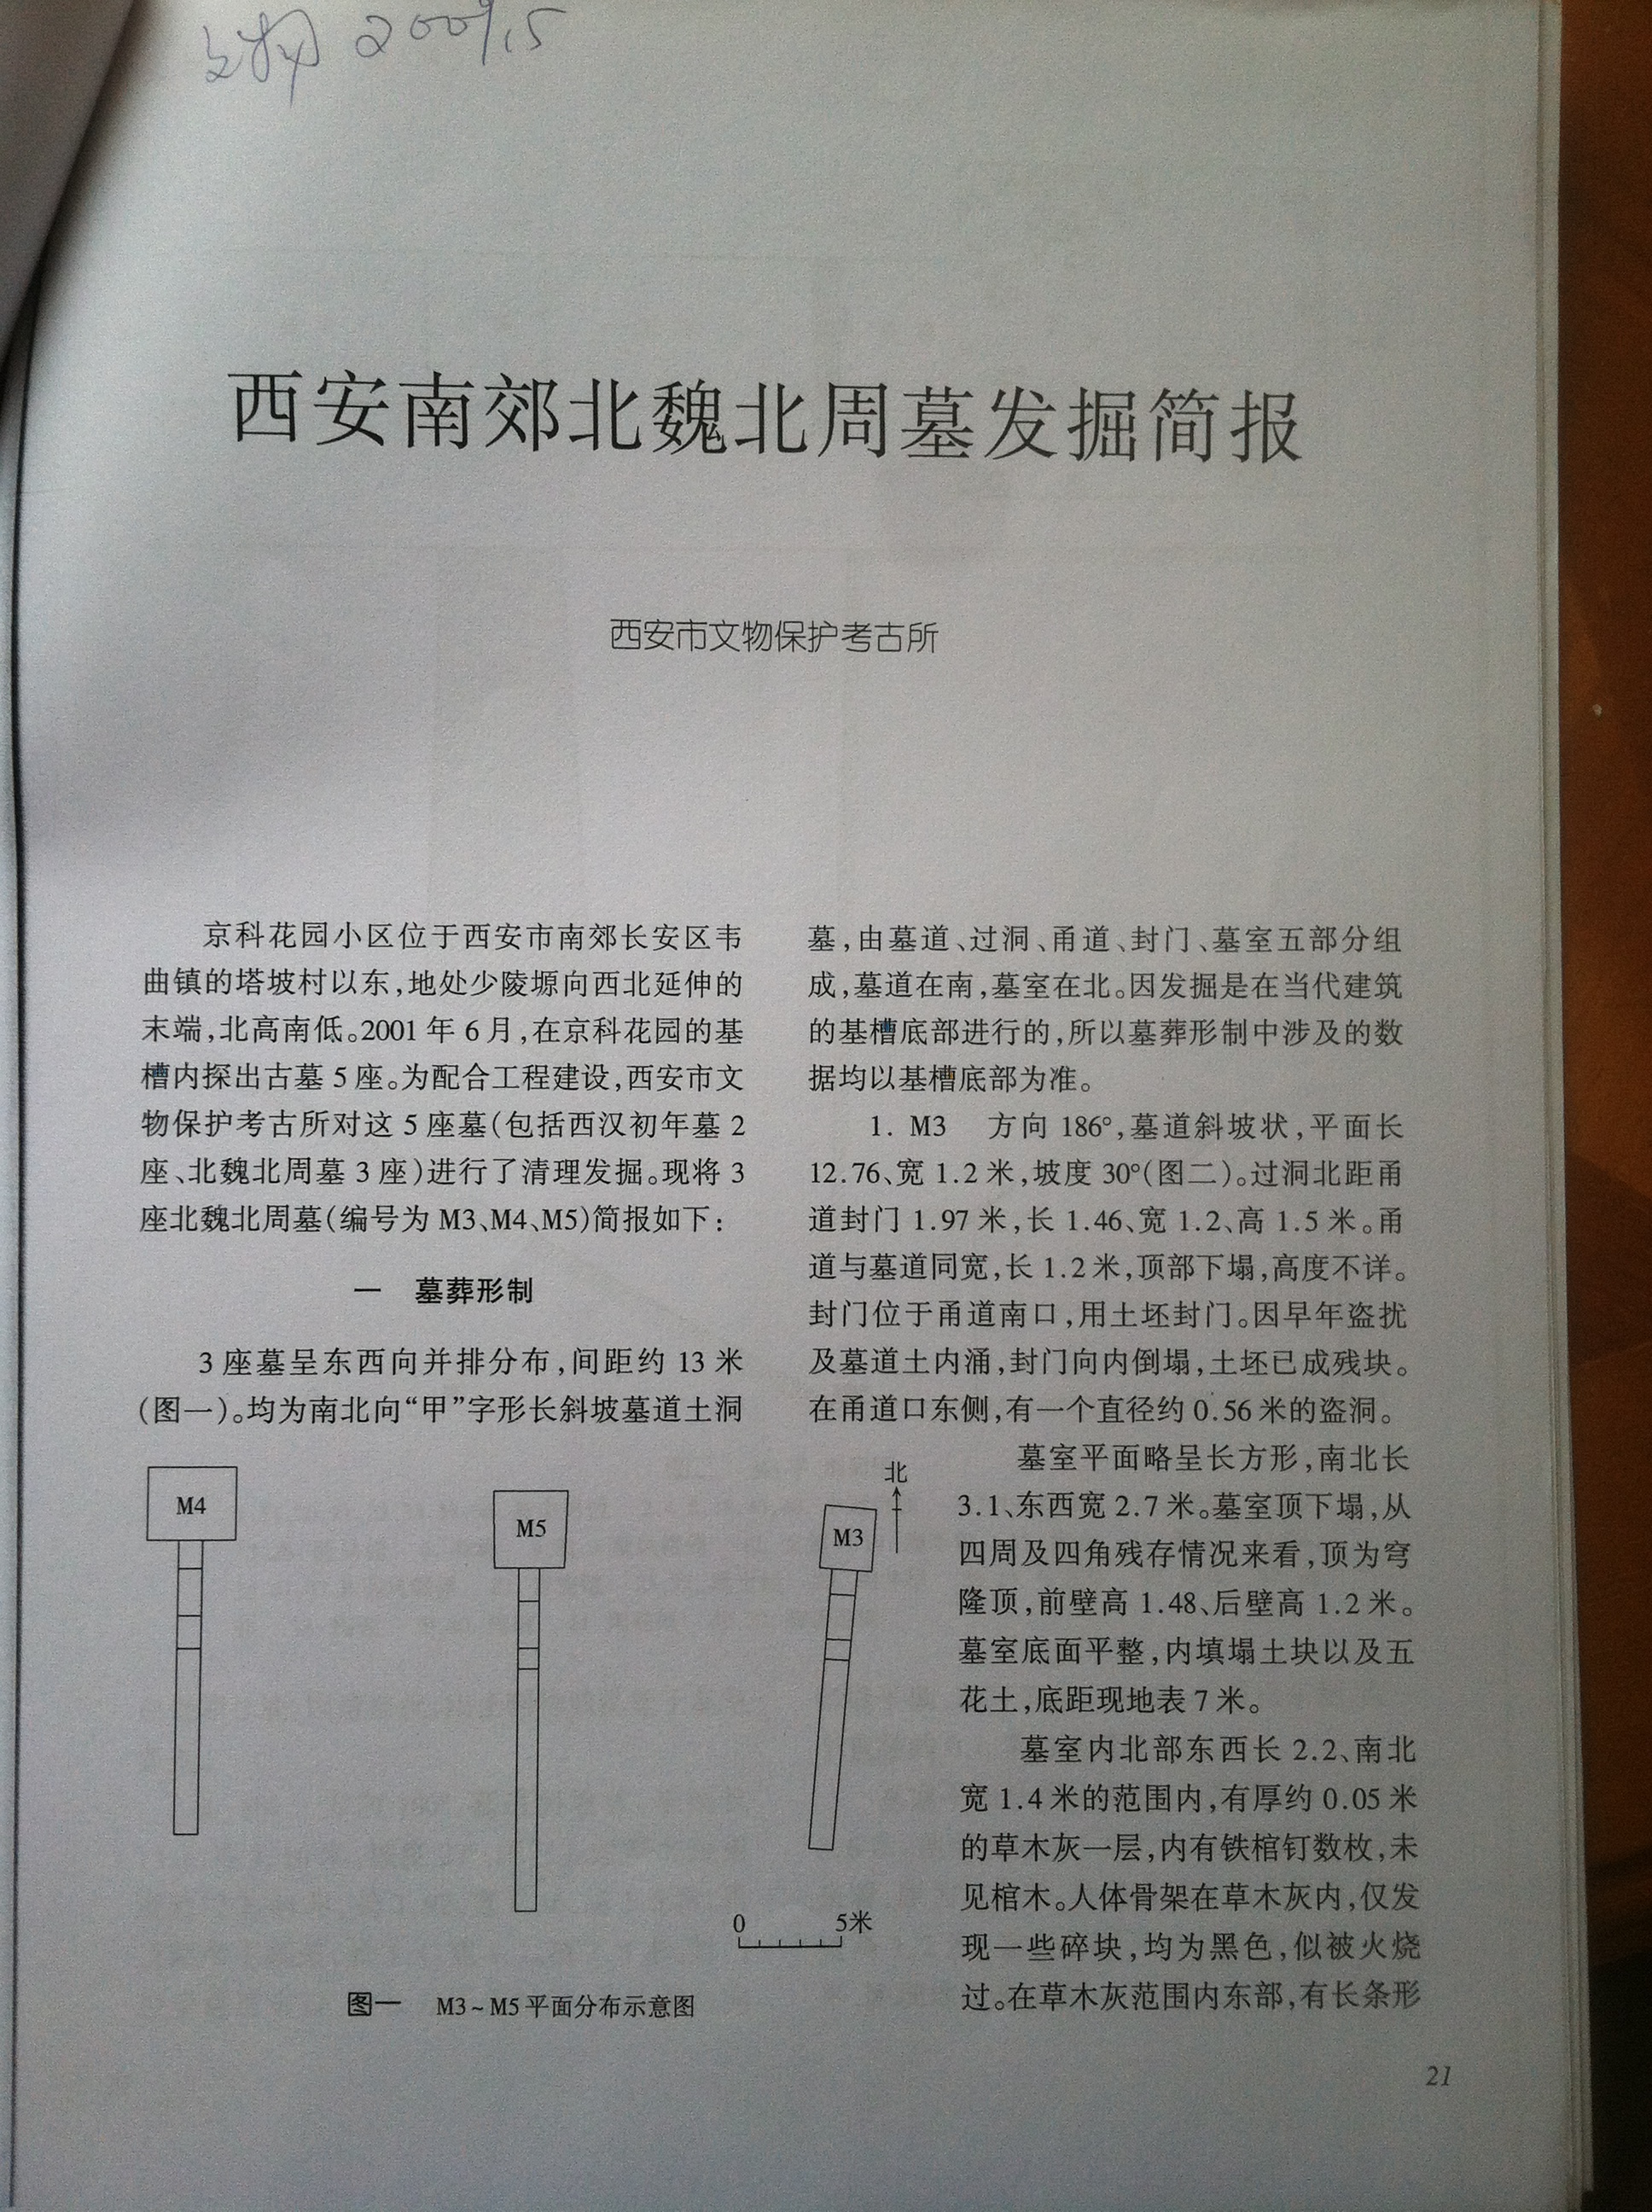 文物 2009/5
西安南郊北魏北周墓发掘简报
西安市文物保护考古所
京科花园小区位于西安市南郊长安区韦
曲镇的塔坡村以东,地处少陵塬向西北延伸的
末端,北高南低。2001 年 6 月,在京科花园的基
槽内探出古墓 5 座。为配合工程建设,西安市文
物保护考古所对这 5 座墓(包括西汉初年墓 2
座、北魏北周墓 3 座)进行了清理发掘。现将 3
座北魏北周墓(编号为 M3、M4、M5)简报如下:
一 墓葬形制
3 座墓呈东西向并排分布,间距约 13 米
(图一)。均为南北向“甲”字形长斜坡墓道土洞
墓,由墓道、过洞、甬道、封门、墓室五部分组
成,墓道在南,墓室在北。因发掘是在当代建筑
的基槽底部进行的,所以墓葬形制中涉及的数
据均以基槽底部为准。
1. M3 方向 186°,墓道斜坡状,平面长
12.76、宽 1.2 米,坡度 30°(图二)。过洞北距甬
道封门 1.97 米,长 1.46、宽 1.2、高 1.5 米。甬
道与墓道同宽,长 1.2 米,顶部下塌,高度不详。
封门位于甬道南口,用土坯封门。因早年盗扰
及墓道土内涌,封门向内倒塌,土坯已成残块。
在甬道口东侧,有一个直径约 0.56 米的盗洞。
墓室平面略呈长方形,南北长
3.1、东西宽 2.7 米。墓室顶下塌,从
四周及四角残存情况来看,顶为穹
隆顶,前壁高 1.48、后壁高 1.2 米。
墓室底面平整,内填塌土块以及五
花土,底距现地表 7 米。
墓室内北部东西长 2.2、南北
宽 1.4 米的范围内,有厚约 0.05 米
的草木灰一层,内有铁棺钉数枚,未
见棺木。人体骨架在草木灰内,仅发
现一些碎块,均为黑色,似被火烧
过。在草木灰范围内东部,有长条形
M4
M5
M3
北
0 5米
图一 M3~M5 平面分布示意图
21